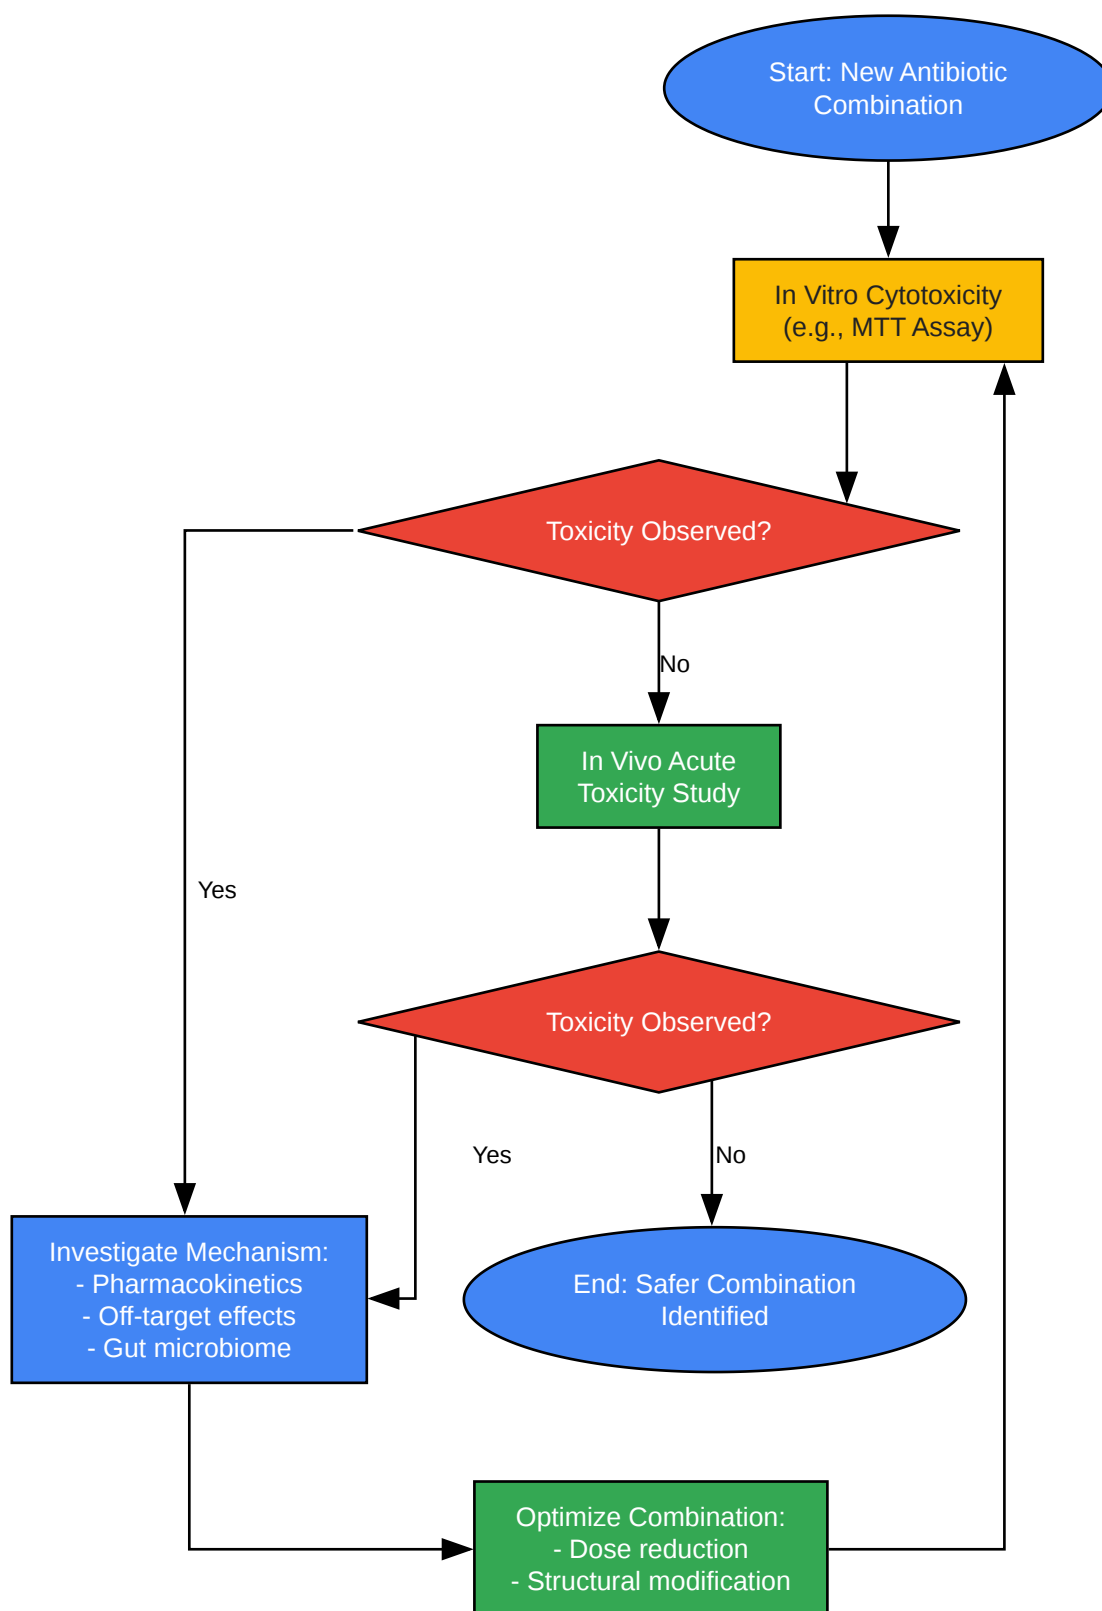 Start: New Antibiotic
Combination
In Vitro Cytotoxicity
(e.g., MTT Assay)
Toxicity Observed?
No
In Vivo Acute
Toxicity Study
Yes
Toxicity Observed?
Yes
No
Investigate Mechanism:
- Pharmacokinetics
- Off-target effects
- Gut microbiome
End: Safer Combination
Identified
Optimize Combination:
- Dose reduction
- Structural modification